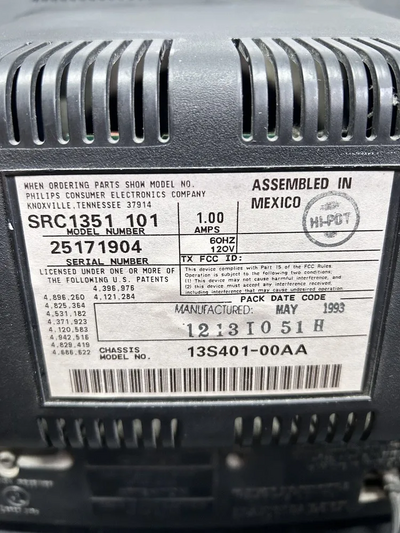 WHEN ORDERING PARTS SHOW MODEL NO.
PHILIPS CONSUMER ELECTRONICS COMPANY
KNOXVILLE, TENNESSEE 37914
ASSEMBLED IN
MEXICO
HI-POT
SRC1351 101
MODEL NUMBER
1.00
AMPS
25171904
SERIAL NUMBER
60HZ
120V
TX FCC ID:
LICENSED UNDER ONE OR MORE OF
THE FOLLOWING U.S. PATENTS
This device complies with Part 15 of the FCC Rules
Operation is subject to the following two conditions:
(1) this device may not cause harmful interference, and
(2) this device must accept any interference received,
including interference that may cause undesired operation
4,396,976
4,896,260 4,121,284
4,825,364
4,531,182
4,371,923
4,120,583
4,942,516
4,829,419
4,686,622
PACK DATE CODE
MANUFACTURED: MAY 1993
1213I051H
CHASSIS
MODEL NO.
13S401-00AA